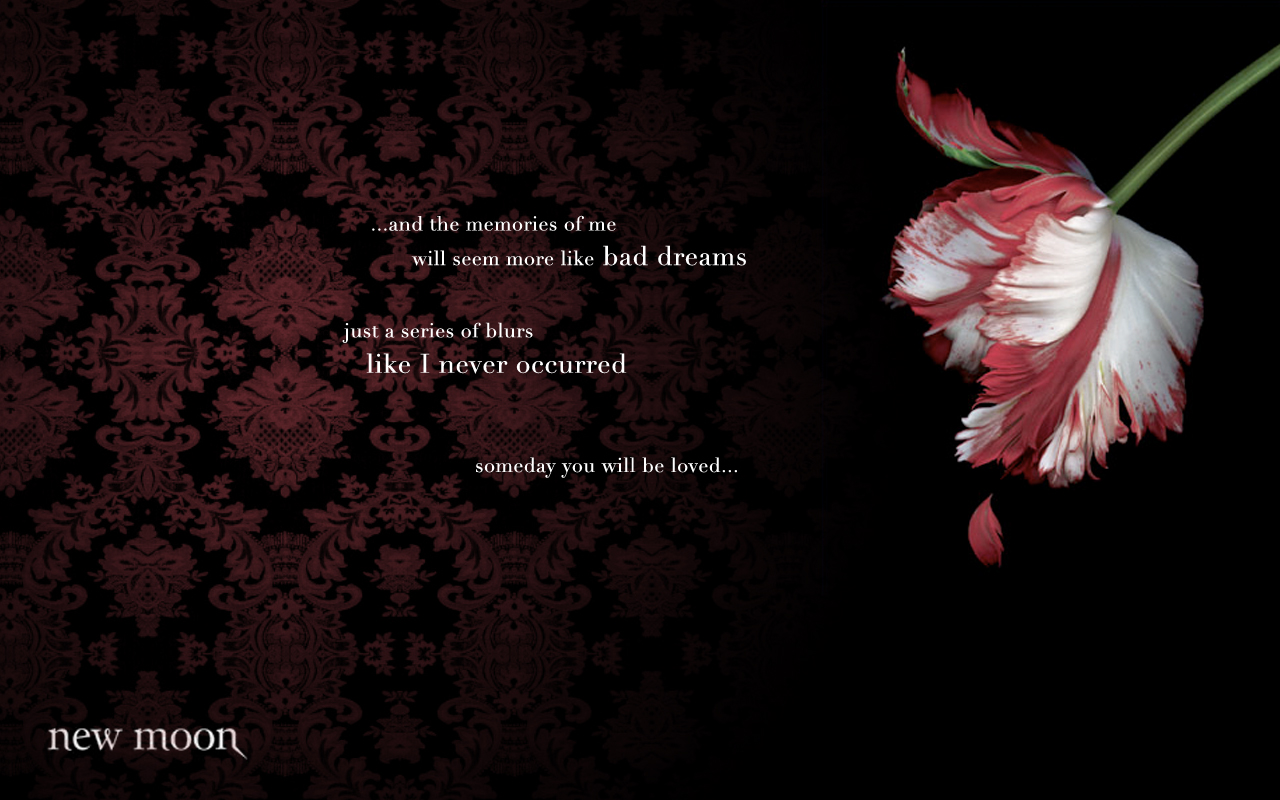 ...and the memories of me
will seem more like bad dreams
just a series of blurs
like I never occurred
someday you will be loved...
new moon